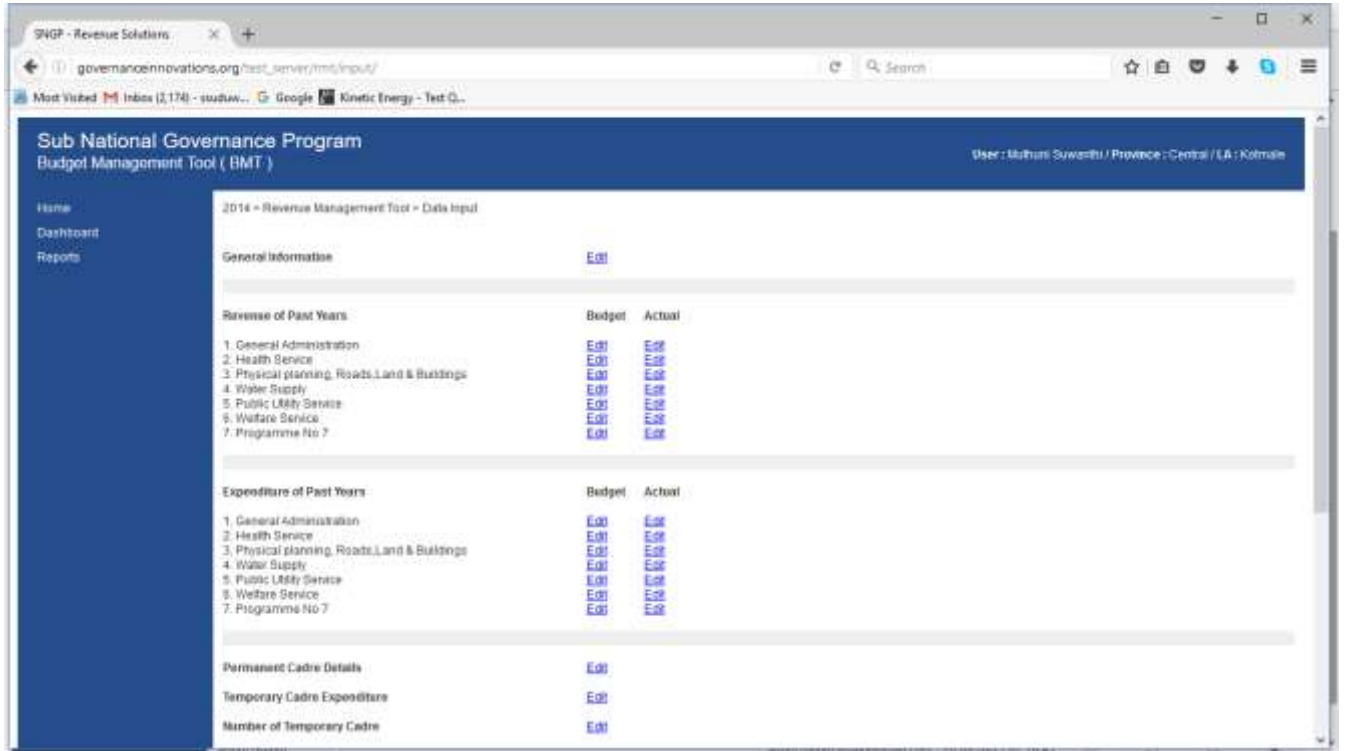 SNGP - Revenue Solutions
governanceinnovations.org/test_server/rmt/input/
Search
Most Visited Inbox (2,174) - Google Kinetic Energy - Test Q...
Sub National Governance Program
Budget Management Tool ( BMT )
User : Muthuni Suwanthi / Province : Central / LA : Kotmale
Home
Dashboard
Reports
2014 > Revenue Management Tool > Data Input
General Information Edit
Revenue of Past Years Budget Actual
1. General Administration Edit Edit
2. Health Service Edit Edit
3. Physical planning, Roads,Land & Buildings Edit Edit
4. Water Supply Edit Edit
5. Public Utility Service Edit Edit
6. Welfare Service Edit Edit
7. Programme No 7 Edit Edit
Expenditure of Past Years Budget Actual
1. General Administration Edit Edit
2. Health Service Edit Edit
3. Physical planning, Roads,Land & Buildings Edit Edit
4. Water Supply Edit Edit
5. Public Utility Service Edit Edit
6. Welfare Service Edit Edit
7. Programme No 7 Edit Edit
Permanent Cadre Details Edit
Temporary Cadre Expenditure Edit
Number of Temporary Cadre Edit